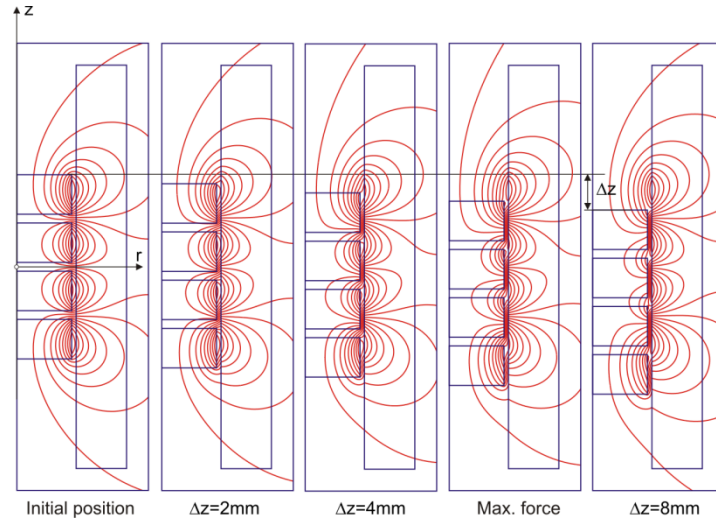 z
r
Δz
Initial position
Δz=2mm
Δz=4mm
Max. force
Δz=8mm